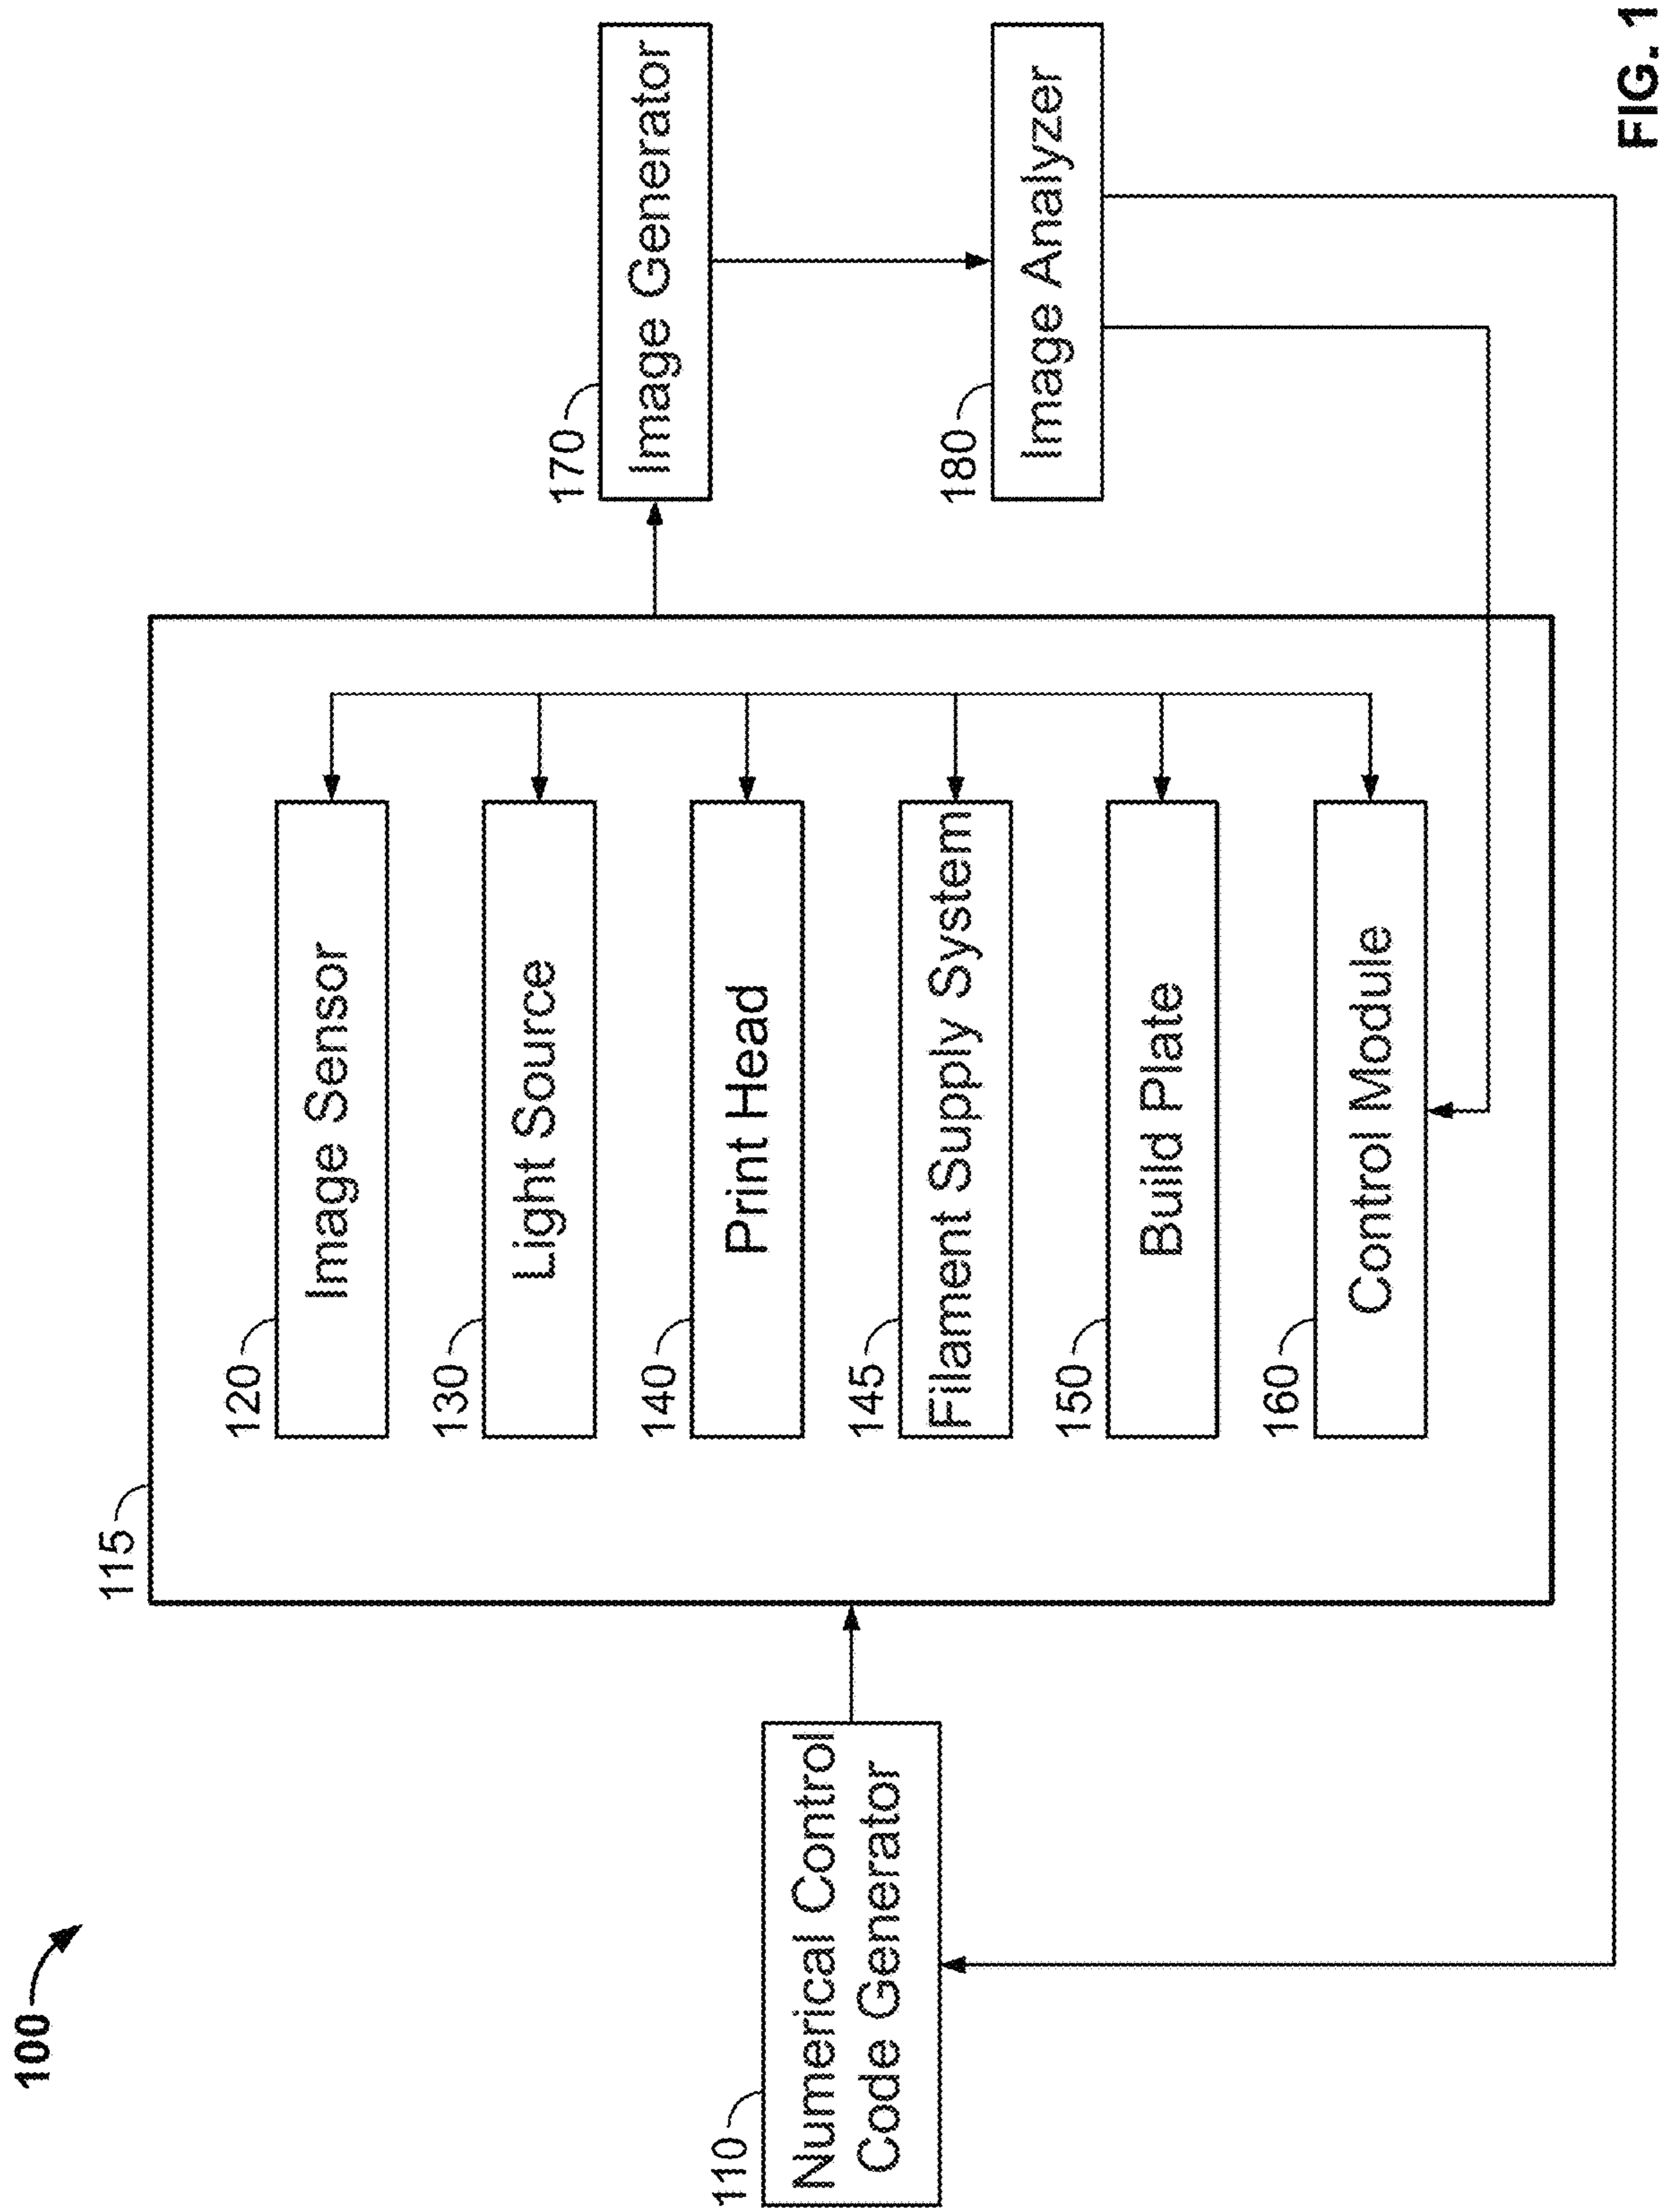 100
115
120
Image Sensor
130
Light Source
140
Print Head
145
Filament Supply System
150
Build Plate
160
Control Module
110
Numerical Control
Code Generator
170
Image Generator
180
Image Analyzer
FIG. 1